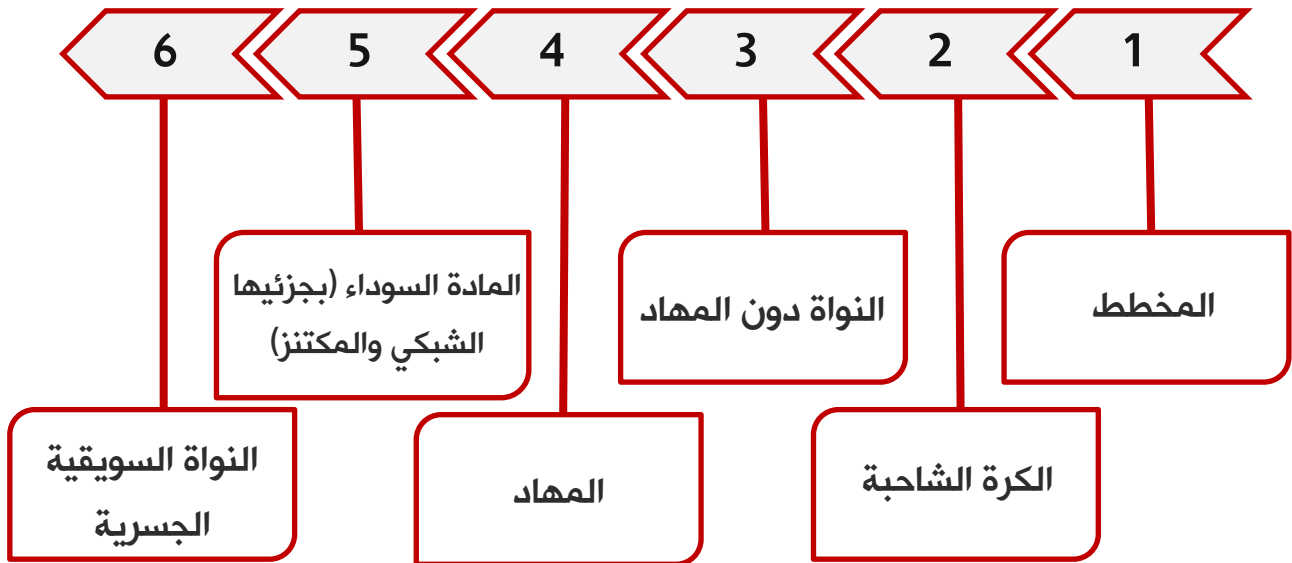 1
2
3
4
5
6
المخطط
الكرة الشاحبة
النواة دون المهاد
المهاد
المادة السوداء (بجزئيها
الشبكي والمكتنز)
النواة السويقية
الجسرية